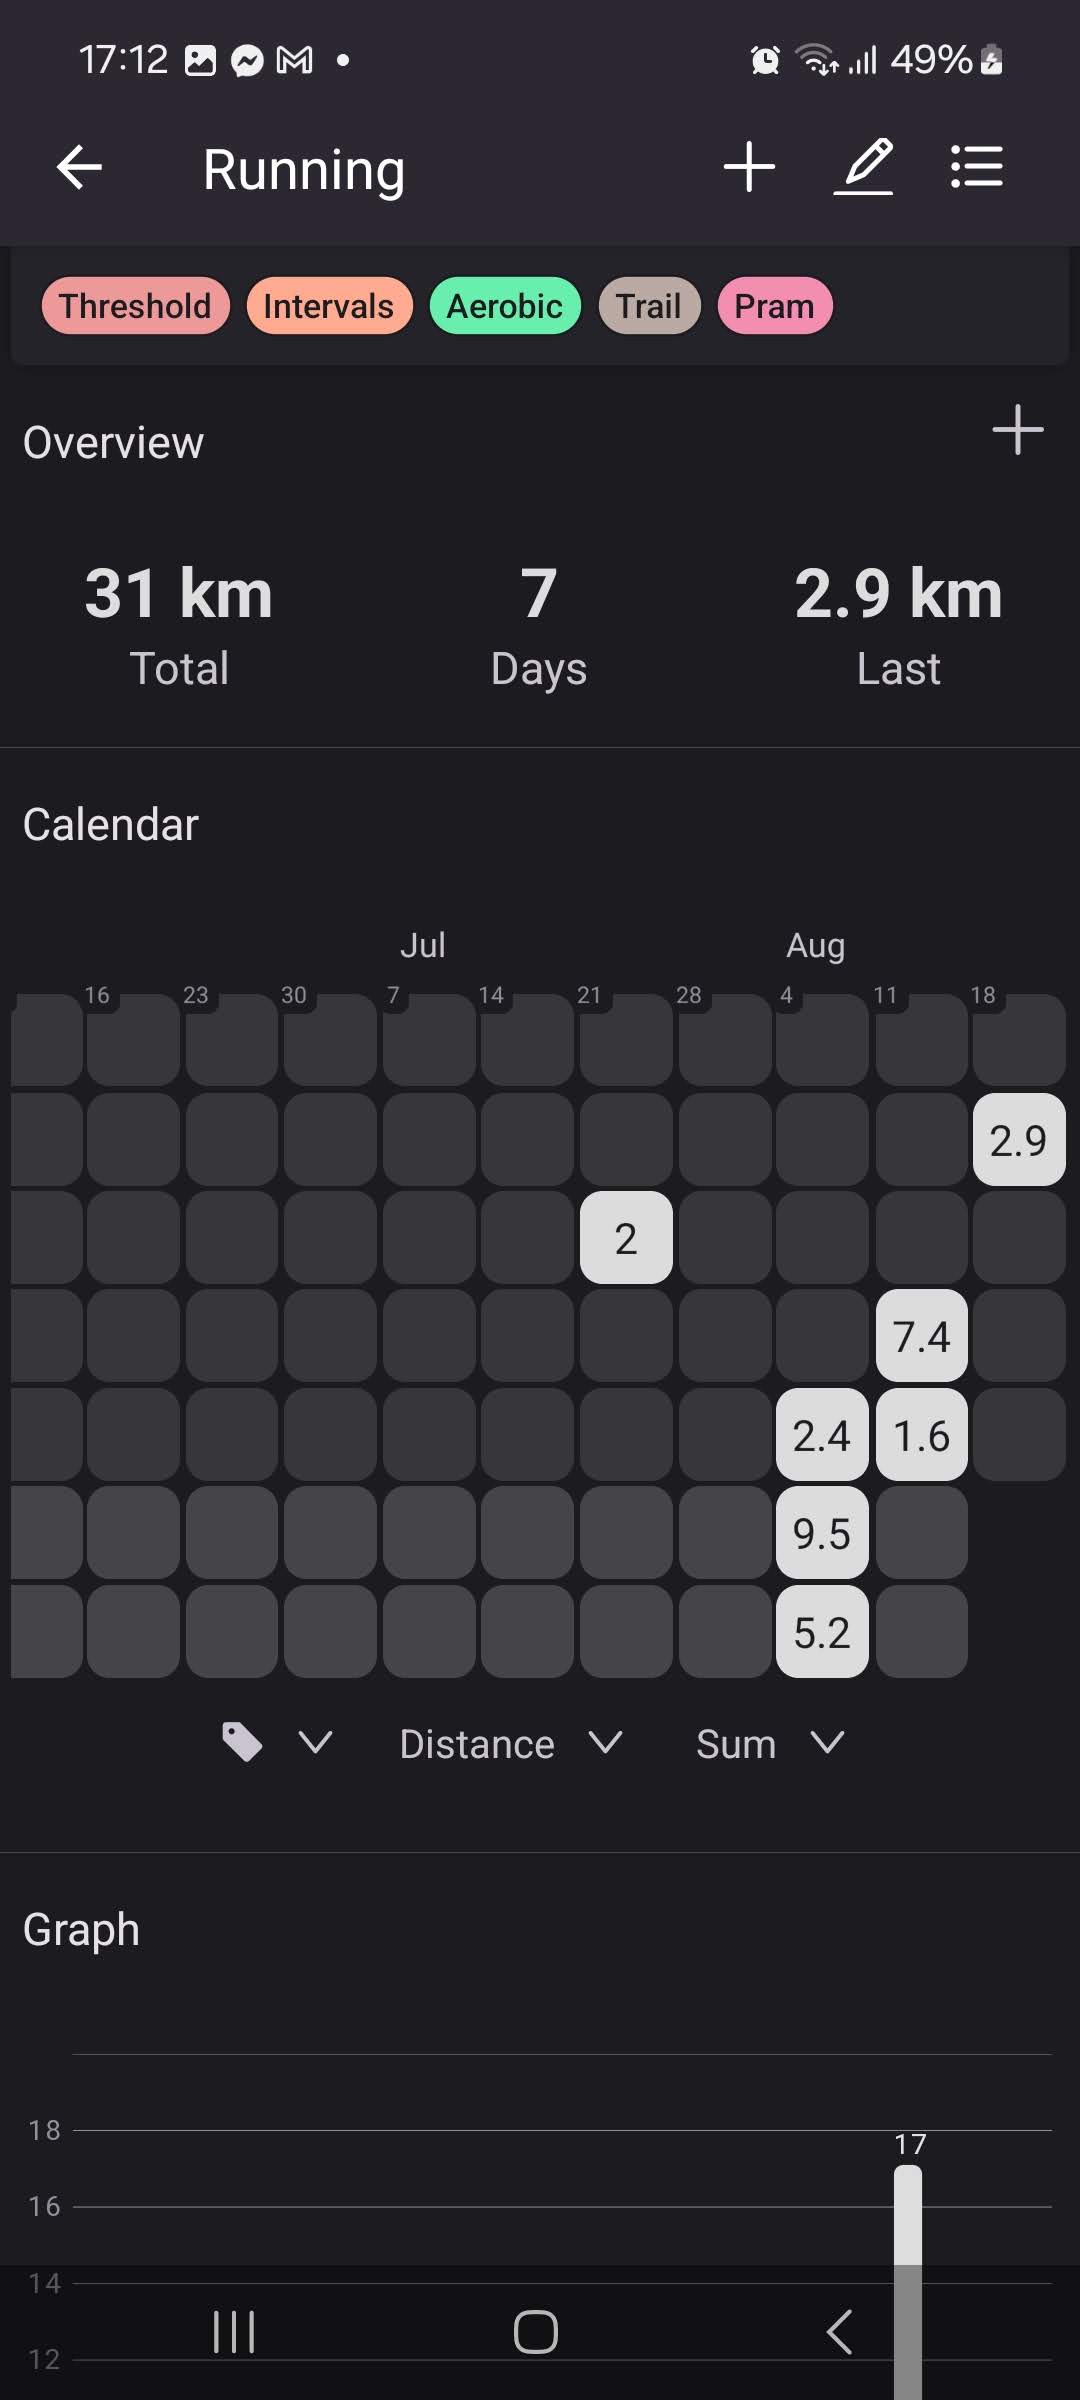 17:12 49%
Running
Threshold Intervals Aerobic Trail Pram
Overview
31 km 7 2.9 km
Total Days Last
Calendar
Jul Aug
16 23 30 7 14 21 28 4 11 18
2.9
2
7.4
2.4 1.6
9.5
5.2
Distance Sum
Graph
18
17
16
14
12